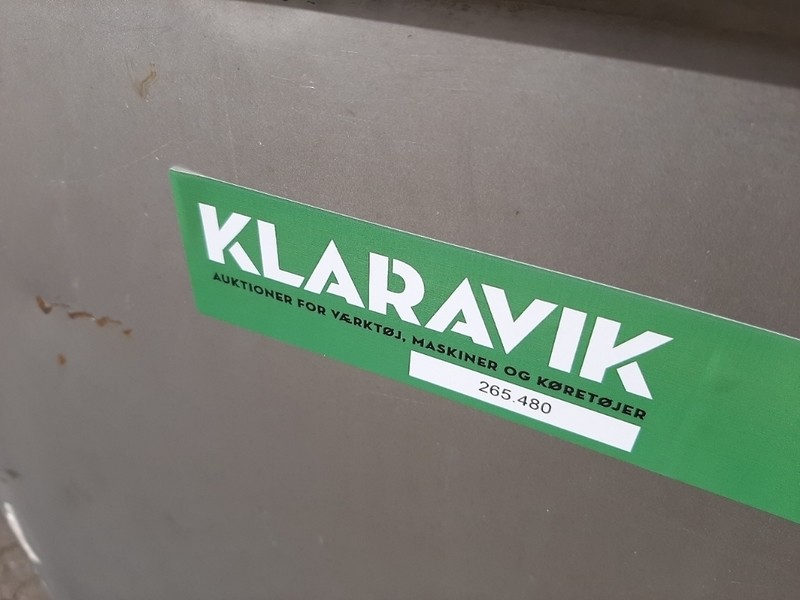 KLARAVIK
AUKTIONER FOR VÆRKTØJ, MASKINER OG KØRETØJER
265.480